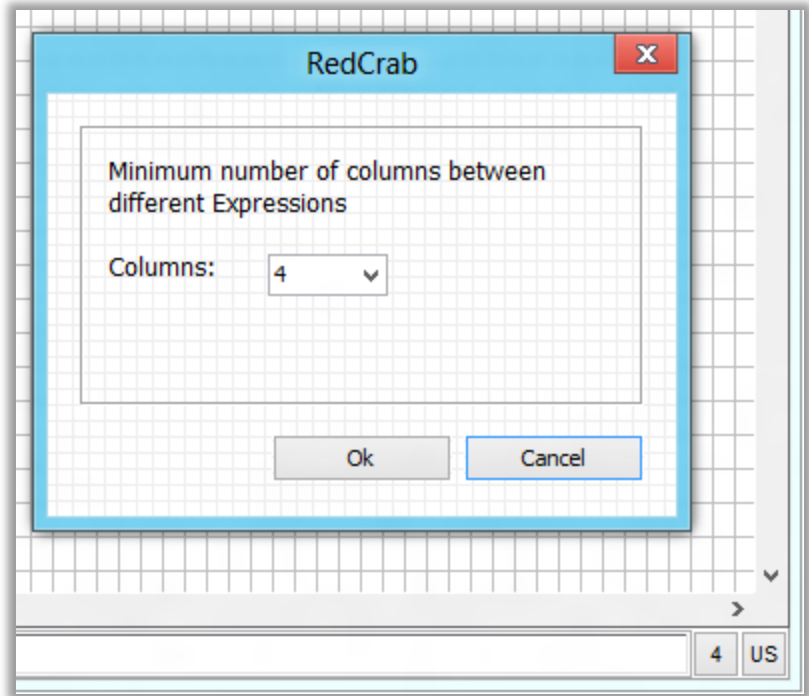 RedCrab
Minimum number of columns between
different Expressions
Columns: 4
Ok Cancel
4 US